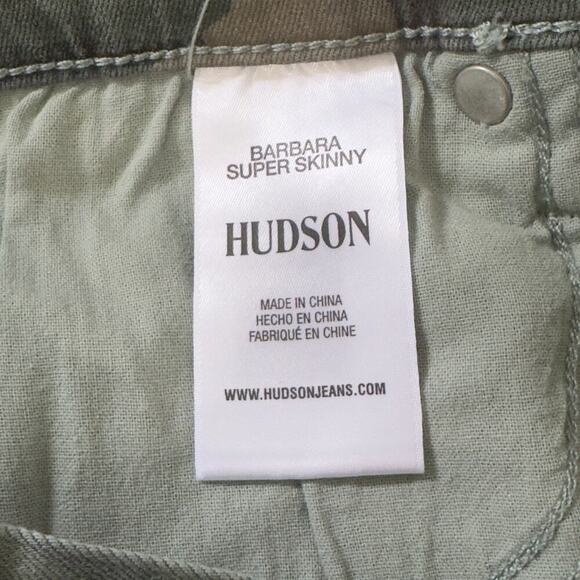 BARBARA
SUPER SKINNY
HUDSON
MADE IN CHINA
HECHO EN CHINA
FABRIQUÉ EN CHINE
WWW.HUDSONJEANS.COM